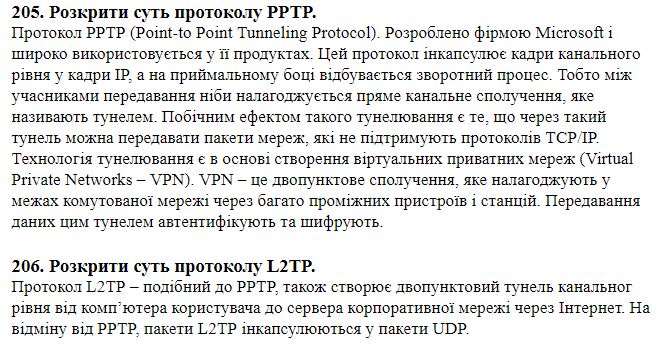 205. Розкрити суть протоколу PPTP.
Протокол PPTP (Point-to Point Tunneling Protocol). Розроблено фірмою Microsoft і
широко використовується у її продуктах. Цей протокол інкапсулює кадри канального
рівня у кадри IP, а на приймальному боці відбувається зворотний процес. Тобто між
учасниками передавання ніби налагоджується пряме канальне сполучення, яке
називають тунелем. Побічним ефектом такого тунелювання є те, що через такий
тунель можна передавати пакети мереж, які не підтримують протоколів TCP/IP.
Технологія тунелювання є в основі створення віртуальних приватних мереж (Virtual
Private Networks – VPN). VPN – це двопунктове сполучення, яке налагоджують у
межах комутованої мережі через багато проміжних пристроїв і станцій. Передавання
даних цим тунелем автентифікують та шифрують.
206. Розкрити суть протоколу L2TP.
Протокол L2TP – подібний до PPTP, також створює двопунктовий тунель канальног
рівня від комп’ютера користувача до сервера корпоративної мережі через Інтернет. На
відміну від PPTP, пакети L2TP інкапсулюються у пакети UDP.